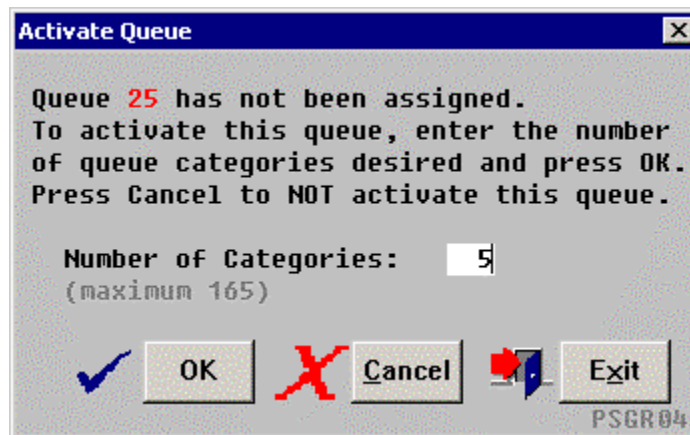 Activate Queue
Queue 25 has not been assigned.
To activate this queue, enter the number
of queue categories desired and press OK.
Press Cancel to NOT activate this queue.
Number of Categories: 5
(maximum 165)
OK Cancel Exit
PSGR04